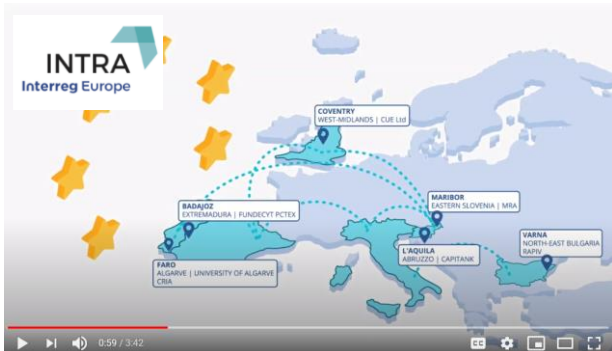 INTRA
Interreg Europe
COVENTRY
WEST-MIDLANDS | CUE Ltd
MARIBOR
EASTERN SLOVENIA | MRA
BADAJOZ
EXTREMADURA | FUNDECYT PCTEX
VARNA
NORTH-EAST BULGARIA
RAPIV
L'AQUILA
ABRUZZO | CAPITANK
FARO
ALGARVE | UNIVERSITY OF ALGARVE
CRIA
0:59 / 3:42
CC